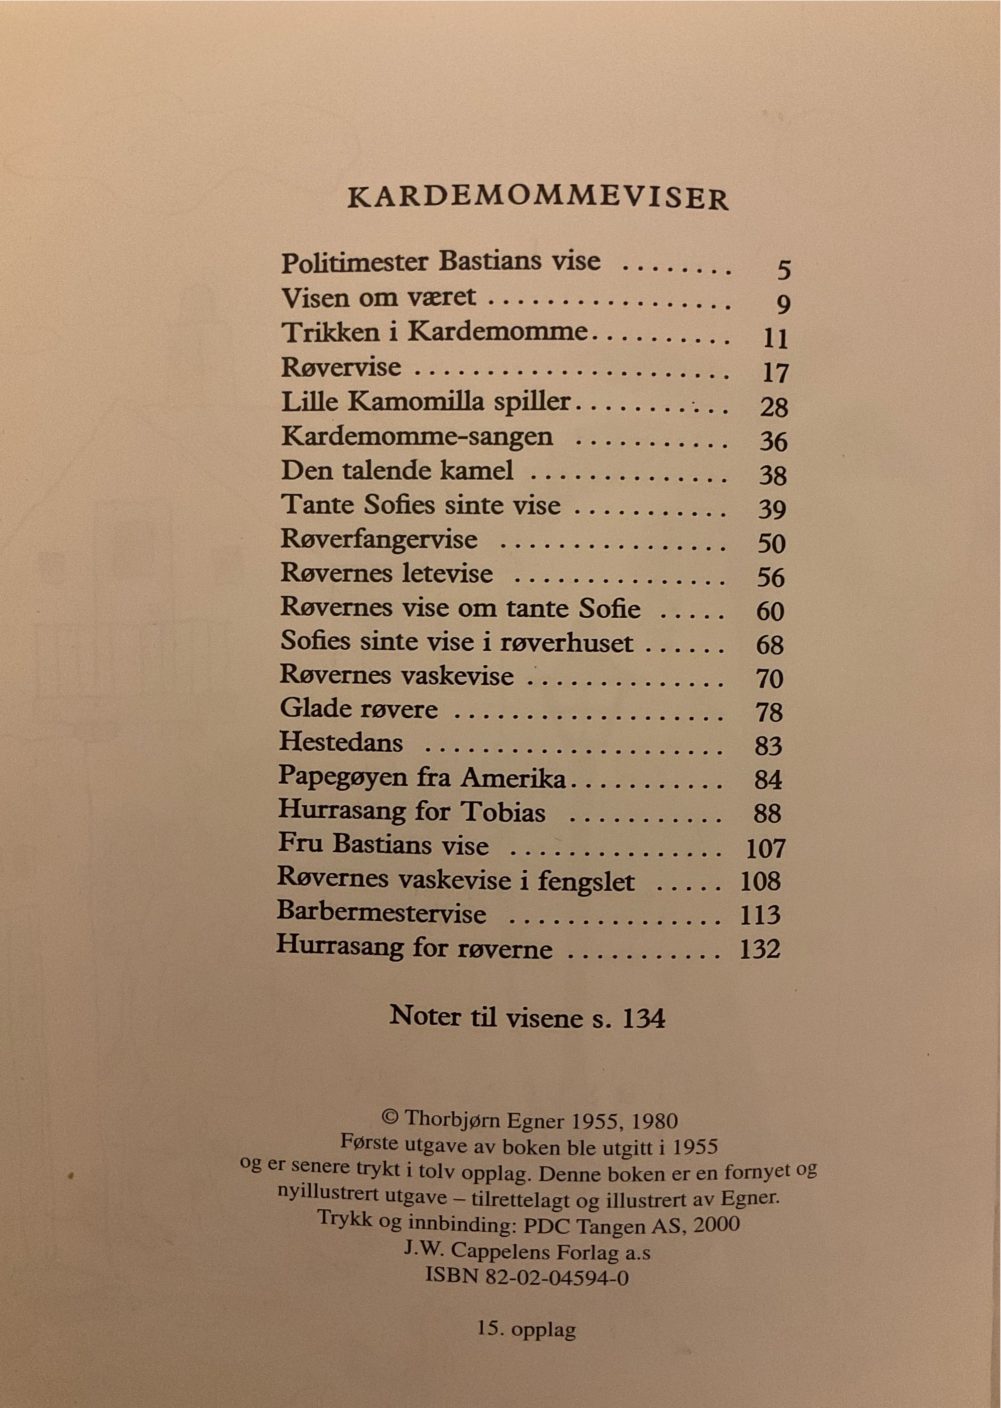 KARDEMOMMEVISER
Politimester Bastians vise ........ 5
Visen om været ................. 9
Trikken i Kardemomme.......... 11
Røvervise ...................... 17
Lille Kamomilla spiller........... 28
Kardemomme-sangen ........... 36
Den talende kamel .............. 38
Tante Sofies sinte vise ........... 39
Røverfangervise ................ 50
Røvernes letevise ............... 56
Røvernes vise om tante Sofie ..... 60
Sofies sinte vise i røverhuset ...... 68
Røvernes vaskevise .............. 70
Glade røvere ................... 78
Hestedans ..................... 83
Papegøyen fra Amerika........... 84
Hurrasang for Tobias ........... 88
Fru Bastians vise ............... 107
Røvernes vaskevise i fengslet ..... 108
Barbermestervise ............... 113
Hurrasang for røverne ........... 132
Noter til visene s. 134
© Thorbjørn Egner 1955, 1980
Første utgave av boken ble utgitt i 1955
og er senere trykt i tolv opplag. Denne boken er en fornyet og
nyillustrert utgave – tilrettelagt og illustrert av Egner.
Trykk og innbinding: PDC Tangen AS, 2000
J.W. Cappelens Forlag a.s
ISBN 82-02-04594-0
15. opplag